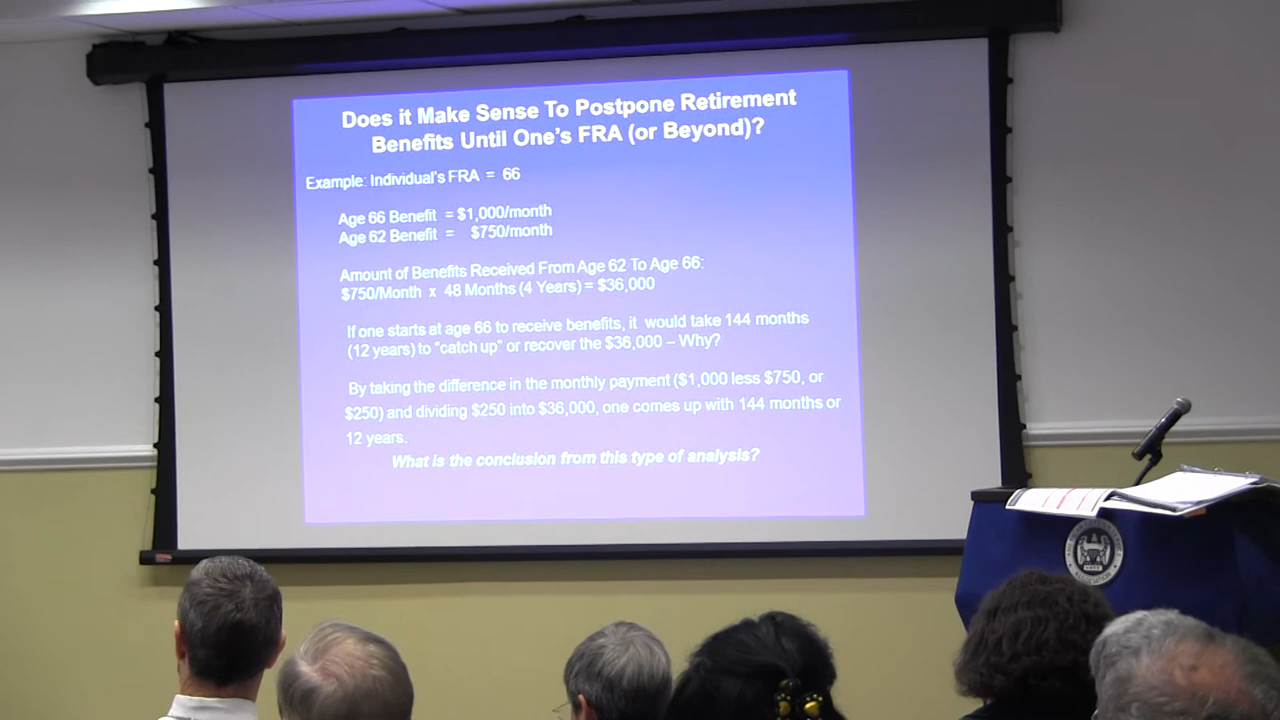 Does it Make Sense To Postpone Retirement
Benefits Until One's FRA (or Beyond)?
Example: Individual's FRA = 66
Age 66 Benefit = $1,000/month
Age 62 Benefit = $750/month
Amount of Benefits Received From Age 62 To Age 66:
$750/Month x 48 Months (4 Years) = $36,000
If one starts at age 66 to receive benefits, it would take 144 months
(12 years) to "catch up" or recover the $36,000 – Why?
By taking the difference in the monthly payment ($1,000 less $750, or
$250) and dividing $250 into $36,000, one comes up with 144 months or
12 years.
What is the conclusion from this type of analysis?
ASSOCIATION